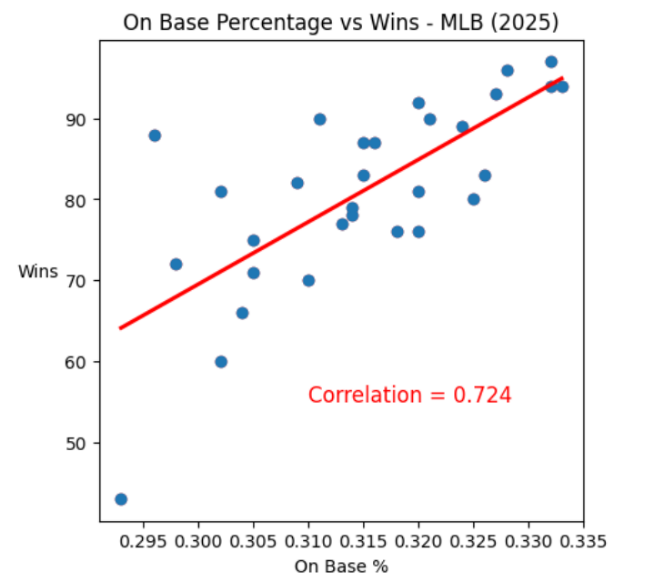 On Base Percentage vs Wins - MLB (2025)
90
80
Wins
70
60
Correlation = 0.724
50
0.295 0.300 0.305 0.310 0.315 0.320 0.325 0.330 0.335
On Base %